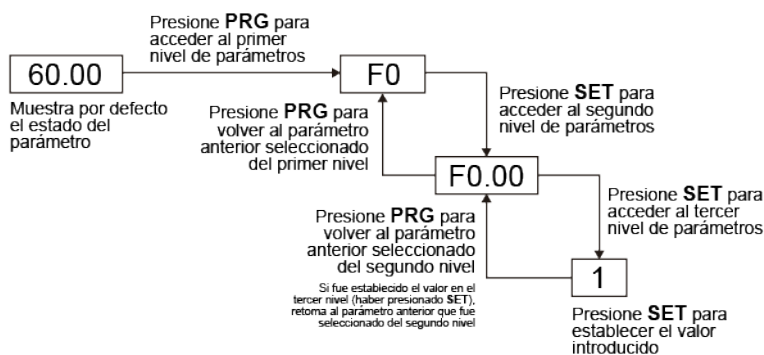 Presione PRG para
acceder al primer
nivel de parámetros
60.00
F0
Muestra por defecto
el estado del
parámetro
Presione PRG para
volver al parámetro
anterior seleccionado
del primer nivel
Presione SET para
acceder al segundo
nivel de parámetros
F0.00
Presione PRG para
volver al parámetro
anterior seleccionado
del segundo nivel
Si fue establecido el valor en el
tercer nivel (haber presionado SET),
retorna al parámetro anterior que fue
seleccionado del segundo nivel
Presione SET para
acceder al tercer
nivel de parámetros
1
Presione SET para
establecer el valor
introducido